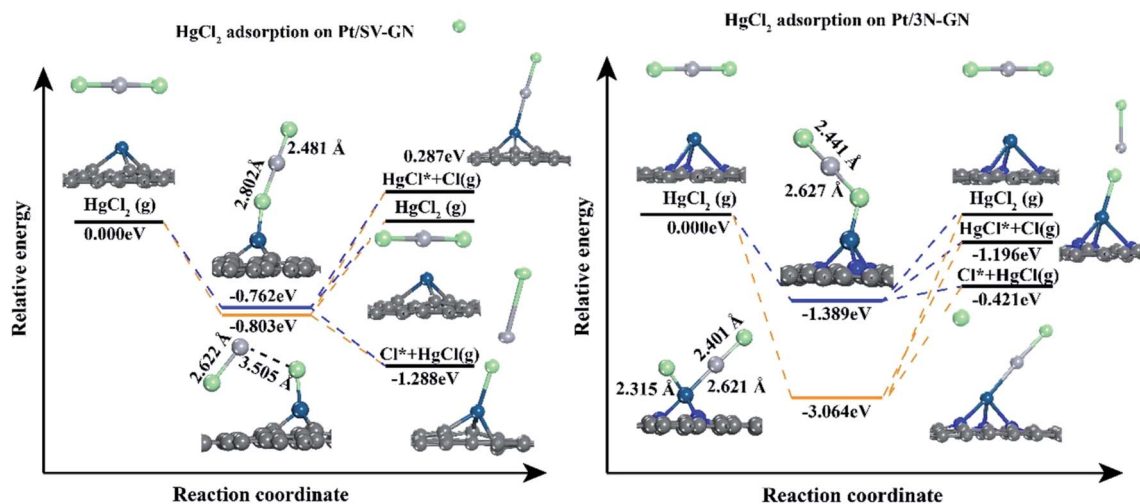 HgCl₂ adsorption on Pt/SV-GN
Relative energy
HgCl₂ (g)
0.000eV
2.481 Å
2.802Å
-0.762eV
-0.803eV
2.622 Å
3.505 Å
0.287eV
HgCl*+Cl(g)
HgCl₂ (g)
Cl*+HgCl(g)
-1.288eV
Reaction coordinate
HgCl₂ adsorption on Pt/3N-GN
Relative energy
HgCl₂ (g)
0.000eV
2.441 Å
2.627 Å
-1.389eV
2.401 Å
2.315 Å
2.621 Å
-3.064eV
HgCl₂ (g)
HgCl*+Cl(g)
-1.196eV
Cl*+HgCl(g)
-0.421eV
Reaction coordinate